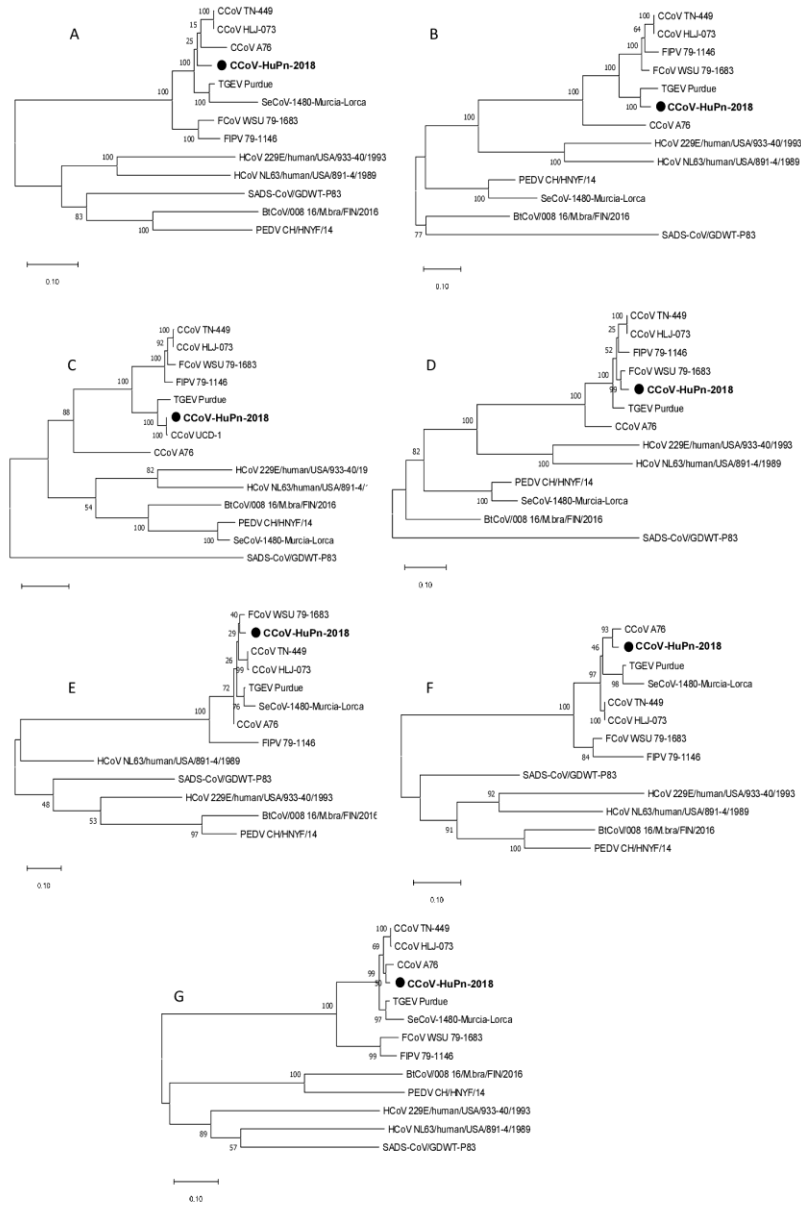 A
100
CCoV TN-449
15
CCoV HLJ-073
25
CCoV A76
100
CCoV-HuPn-2018
100
TGEV Purdue
100
SeCoV-1480-Murcia-Lorca
FCoV WSU 79-1683
100
FIPV 79-1146
100
HCoV 229E/human/USA/933-40/1993
HCoV NL63/human/USA/891-4/1989
SADS-CoV/GDWT-P83
83
BtCoV/008 16/M.bra/FIN/2016
100
PEDV CH/HNYF/14
0.10
B
100
CCoV TN-449
64
CCoV HLJ-073
100
FIPV 79-1146
100
FCoV WSU 79-1683
100
TGEV Purdue
100
CCoV-HuPn-2018
100
CCoV A76
100
HCoV 229E/human/USA/933-40/1993
HCoV NL63/human/USA/891-4/1989
PEDV CH/HNYF/14
100
SeCoV-1480-Murcia-Lorca
BtCoV/008 16/M.bra/FIN/2016
77
SADS-CoV/GDWT-P83
0.10
C
100
CCoV TN-449
92
CCoV HLJ-073
100
FCoV WSU 79-1683
100
FIPV 79-1146
TGEV Purdue
88
100
CCoV-HuPn-2018
100
CCoV UCD-1
CCoV A76
82
HCoV 229E/human/USA/933-40/19
HCoV NL63/human/USA/891-4/
54
BtCoV/008 16/M.bra/FIN/2016
100
PEDV CH/HNYF/14
100
SeCoV-1480-Murcia-Lorca
SADS-CoV/GDWT-P83
D
100
CCoV TN-449
25
CCoV HLJ-073
52
FIPV 79-1146
100
FCoV WSU 79-1683
99
CCoV-HuPn-2018
100
TGEV Purdue
100
CCoV A76
82
100
HCoV 229E/human/USA/933-40/1993
HCoV NL63/human/USA/891-4/1989
PEDV CH/HNYF/14
100
SeCoV-1480-Murcia-Lorca
BtCoV/008 16/M.bra/FIN/2016
SADS-CoV/GDWT-P83
0.10
E
40
FCoV WSU 79-1683
29
CCoV-HuPn-2018
26
CCoV TN-449
99
CCoV HLJ-073
72
TGEV Purdue
76
SeCoV-1480-Murcia-Lorca
100
CCoV A76
FIPV 79-1146
HCoV NL63/human/USA/891-4/1989
SADS-CoV/GDWT-P83
48
HCoV 229E/human/USA/933-40/1993
53
BtCoV/008 16/M.bra/FIN/2016
97
PEDV CH/HNYF/14
0.10
F
93
CCoV A76
46
CCoV-HuPn-2018
97
TGEV Purdue
98
SeCoV-1480-Murcia-Lorca
100
CCoV TN-449
100
CCoV HLJ-073
FCoV WSU 79-1683
84
FIPV 79-1146
SADS-CoV/GDWT-P83
92
HCoV 229E/human/USA/933-40/1993
HCoV NL63/human/USA/891-4/1989
91
BtCoV/008 16/M.bra/FIN/2016
100
PEDV CH/HNYF/14
0.10
G
100
CCoV TN-449
69
CCoV HLJ-073
CCoV A76
99
CCoV-HuPn-2018
100
TGEV Purdue
97
SeCoV-1480-Murcia-Lorca
FCoV WSU 79-1683
99
FIPV 79-1146
100
BtCoV/008 16/M.bra/FIN/2016
PEDV CH/HNYF/14
HCoV 229E/human/USA/933-40/1993
89
HCoV NL63/human/USA/891-4/1989
57
SADS-CoV/GDWT-P83
0.10